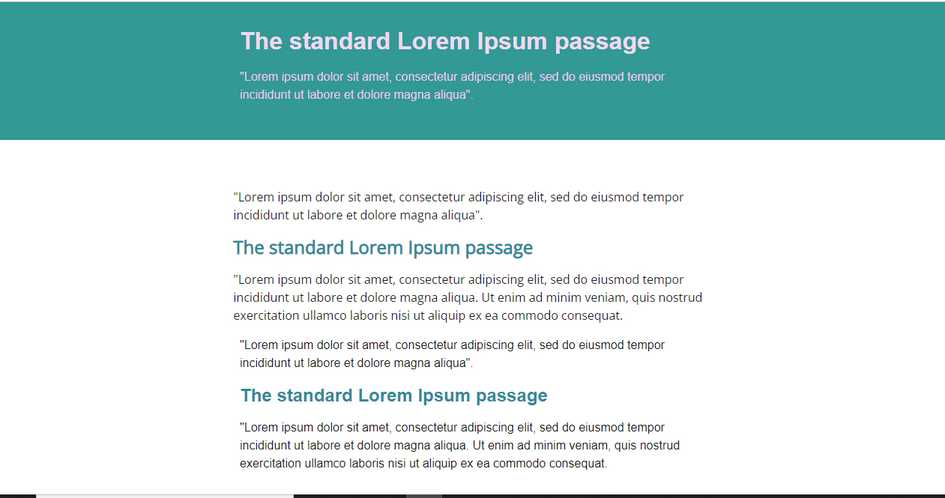 The standard Lorem Ipsum passage
"Lorem ipsum dolor sit amet, consectetur adipiscing elit, sed do eiusmod tempor
incididunt ut labore et dolore magna aliqua".
"Lorem ipsum dolor sit amet, consectetur adipiscing elit, sed do eiusmod tempor
incididunt ut labore et dolore magna aliqua".
The standard Lorem Ipsum passage
"Lorem ipsum dolor sit amet, consectetur adipiscing elit, sed do eiusmod tempor
incididunt ut labore et dolore magna aliqua. Ut enim ad minim veniam, quis nostrud
exercitation ullamco laboris nisi ut aliquip ex ea commodo consequat.
"Lorem ipsum dolor sit amet, consectetur adipiscing elit, sed do eiusmod tempor
incididunt ut labore et dolore magna aliqua".
The standard Lorem Ipsum passage
"Lorem ipsum dolor sit amet, consectetur adipiscing elit, sed do eiusmod tempor
incididunt ut labore et dolore magna aliqua. Ut enim ad minim veniam, quis nostrud
exercitation ullamco laboris nisi ut aliquip ex ea commodo consequat.